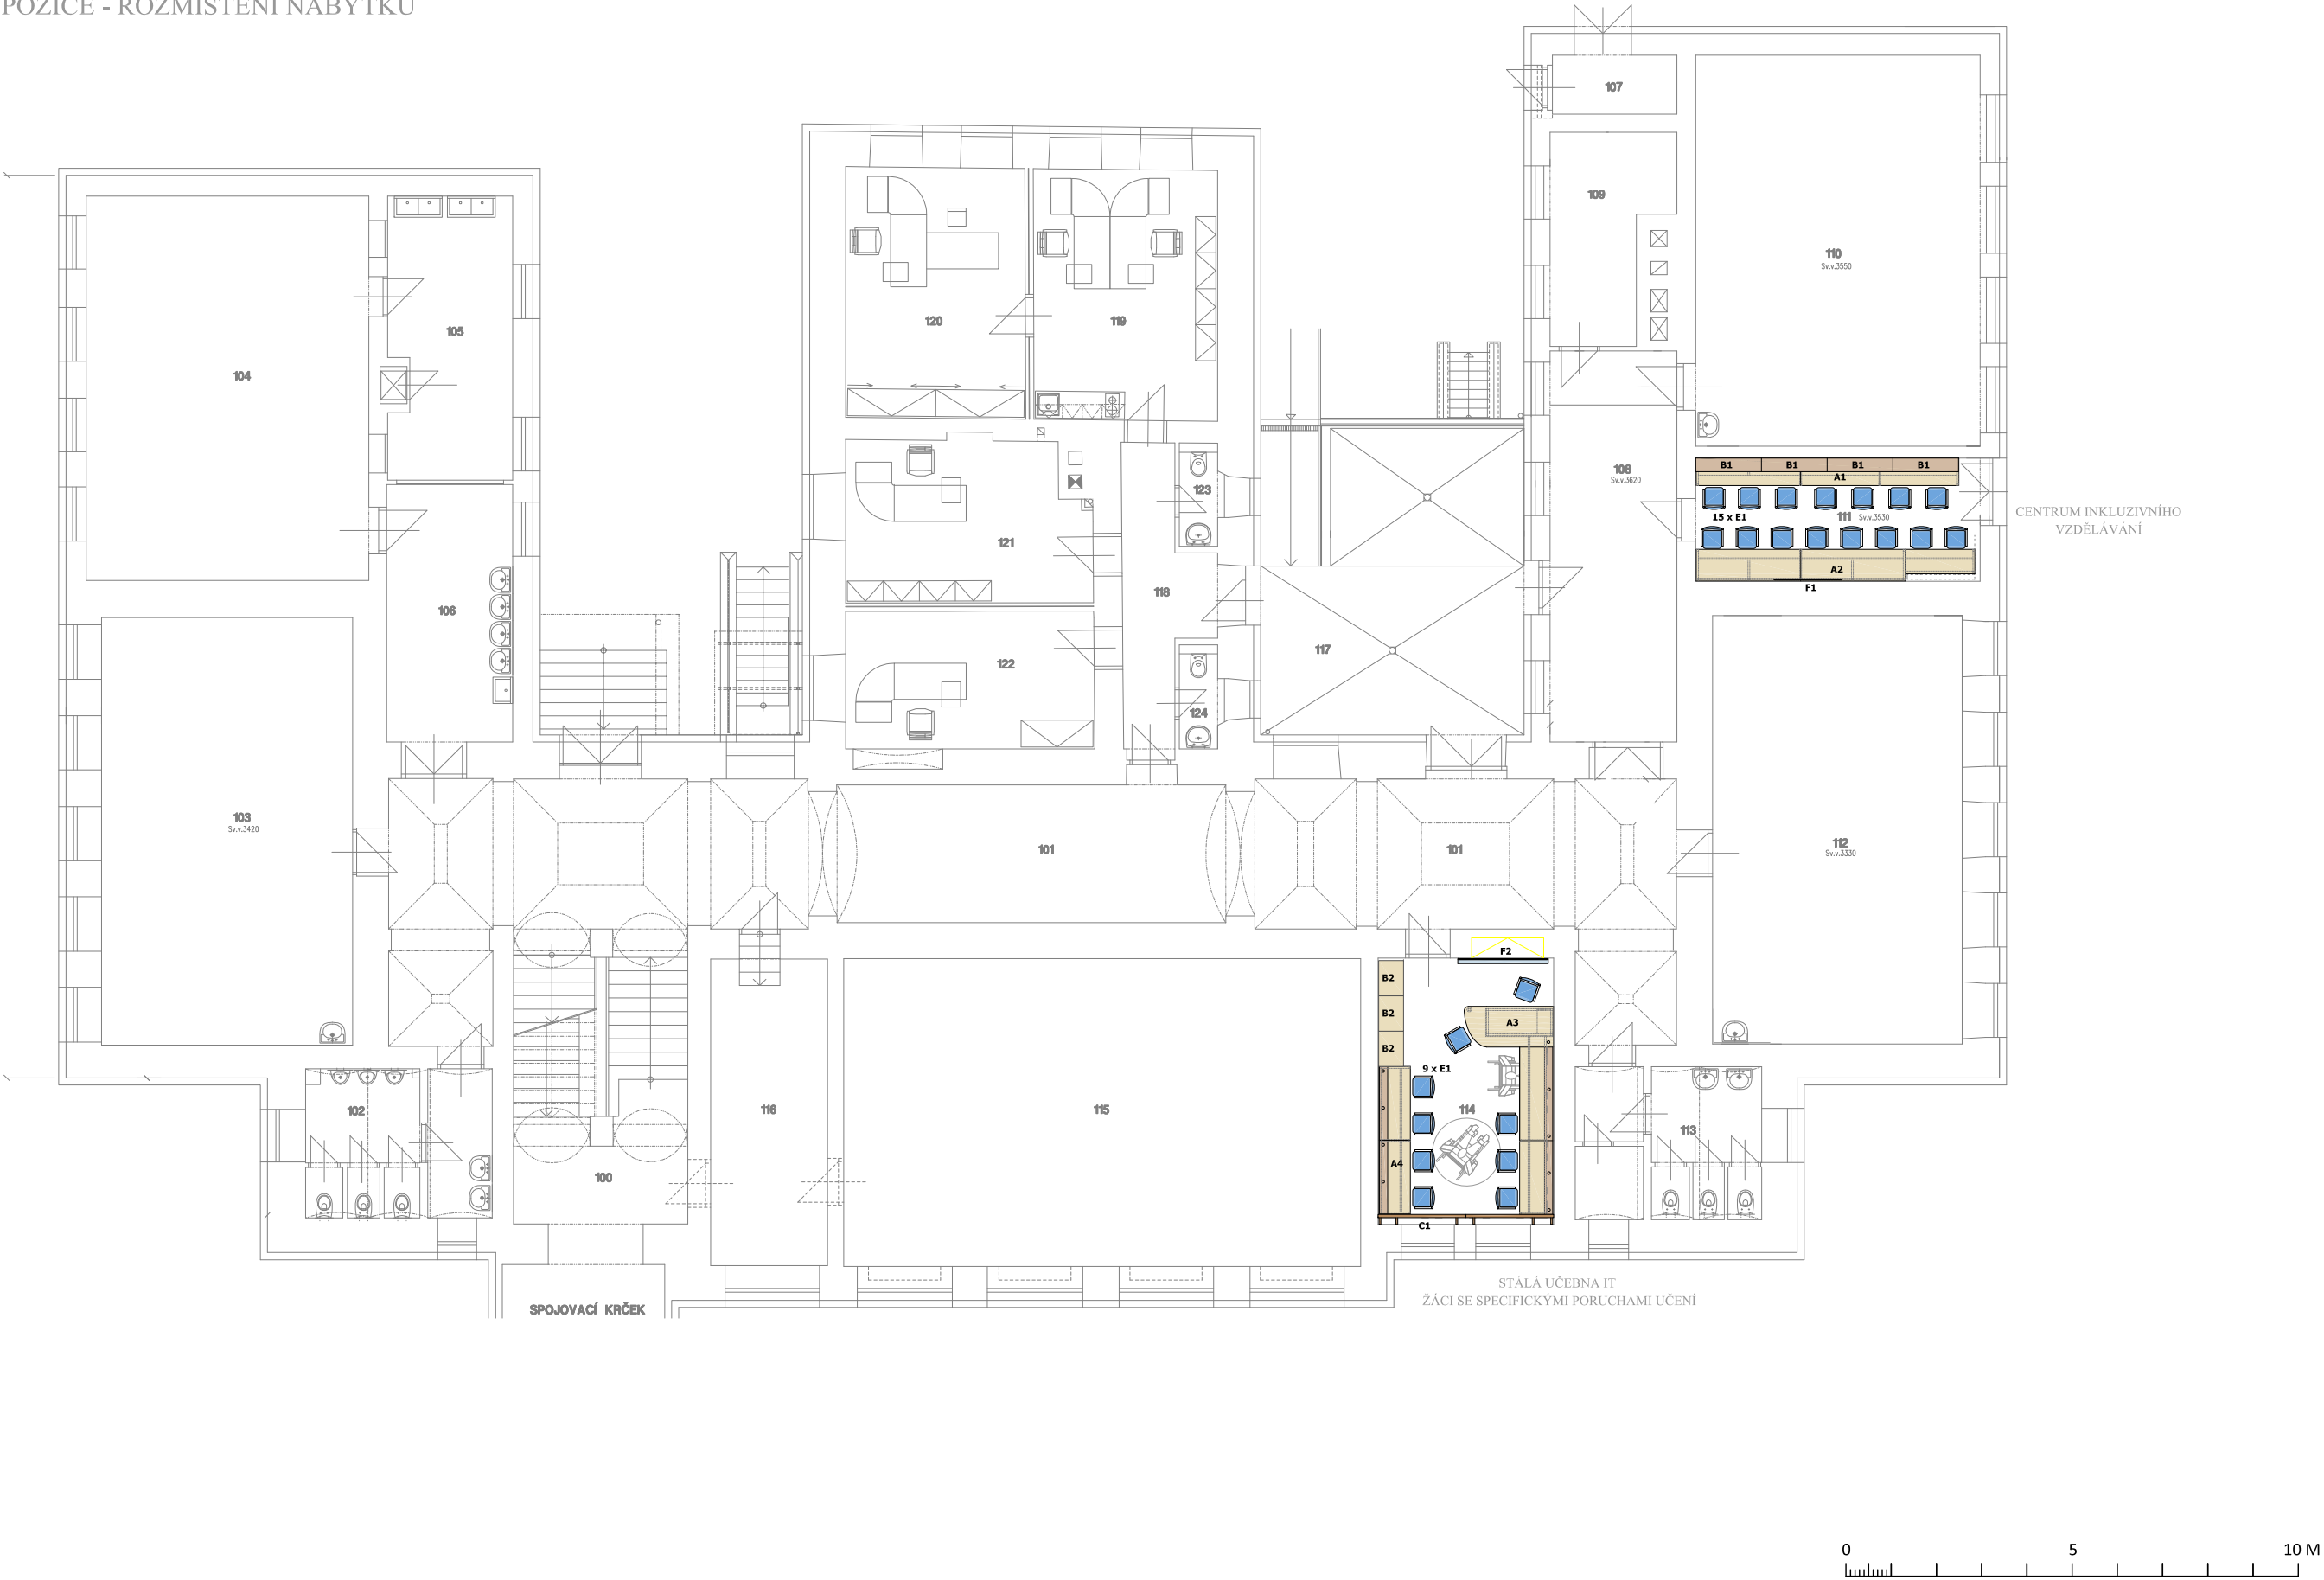 POZICE - ROZMÍSTĚNÍ NÁBYTKU
107
109
110
Sv.v.3550
120
119
105
104
B1 B1 B1 B1
A1
108
Sv.v.3620
123
15 x E1
111 Sv.v.3530
CENTRUM INKLUZIVNÍHO
VZDĚLÁVÁNÍ
121
A2
F1
118
106
117
122
124
103
Sv.v.3420
101
101
112
Sv.v.3330
F2
B2
B2
A3
B2
9 x E1
102
116
115
114
113
A4
100
C1
STÁLÁ UČEBNA IT
ŽÁCI SE SPECIFICKÝMI PORUCHAMI UČENÍ
SPOJOVACÍ KRČEK
0 5 10 M